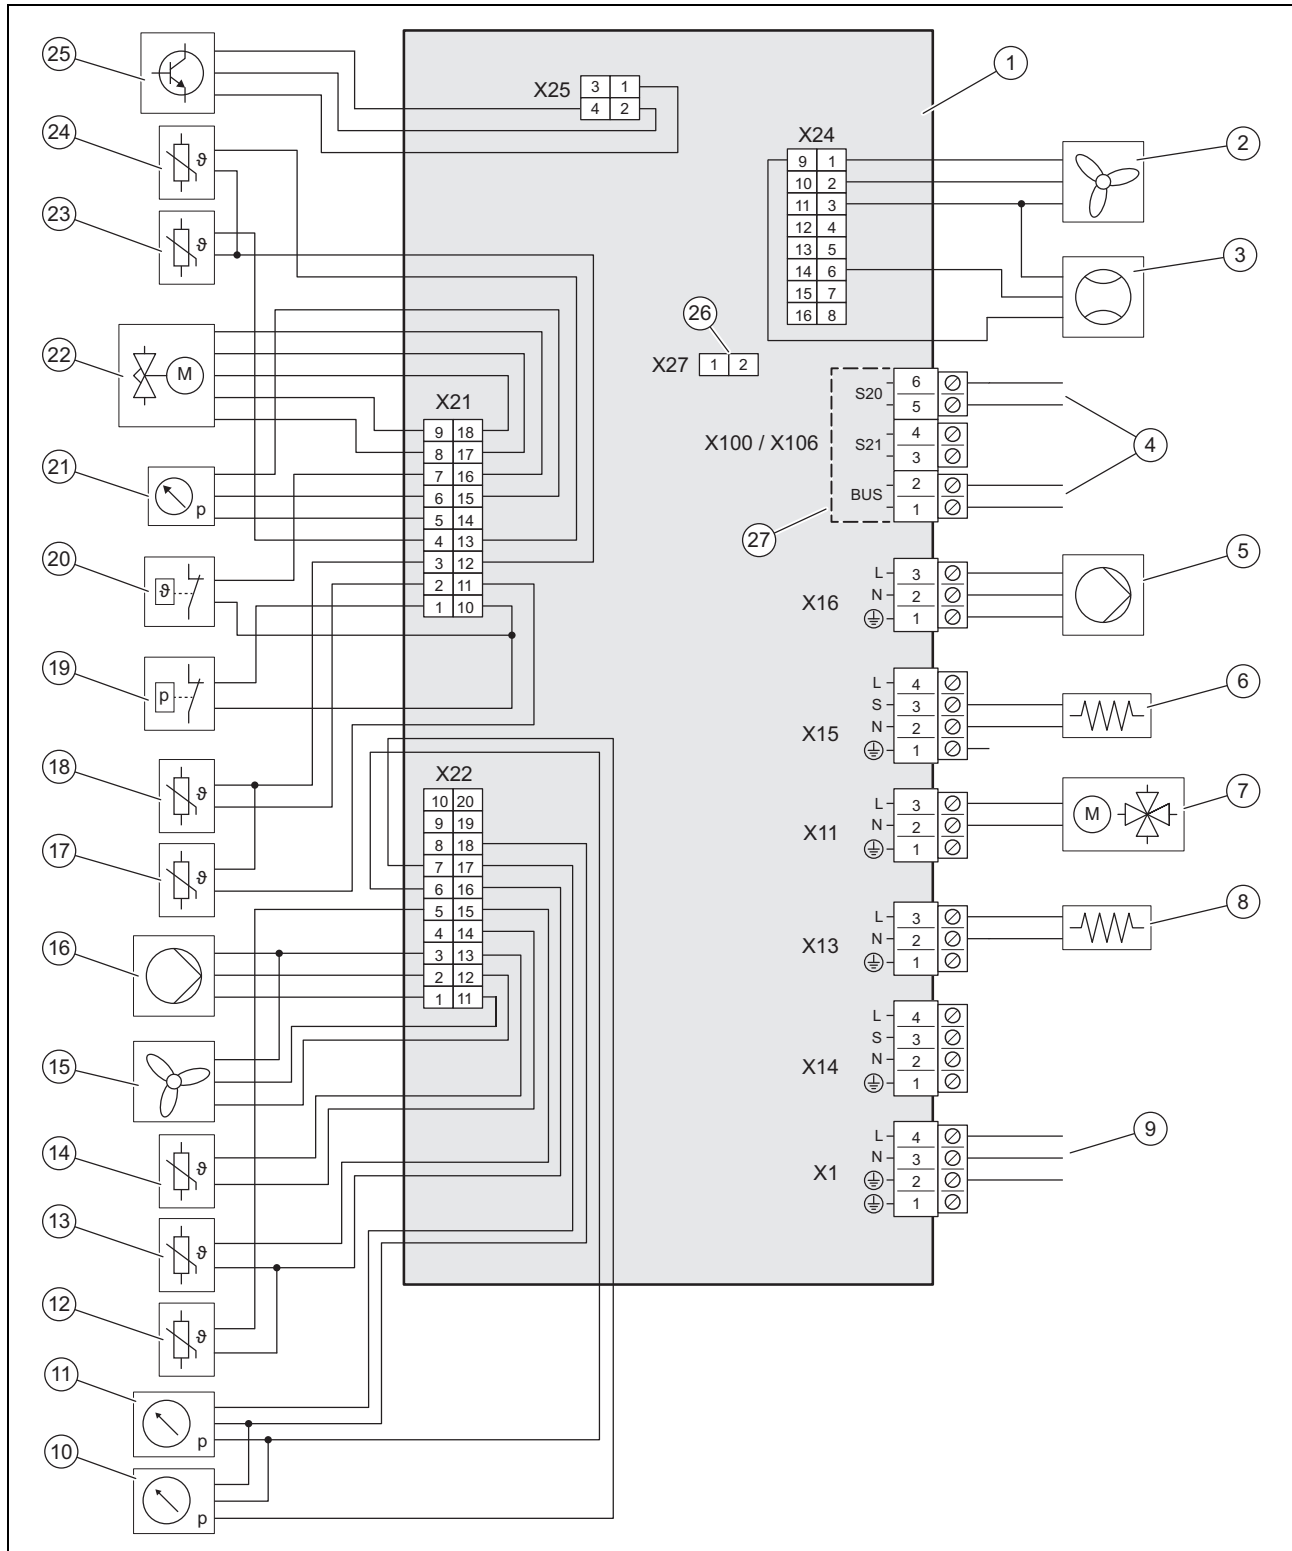 25
24
23
22
M
21
p
20
ϑ
19
p
18
ϑ
17
ϑ
16
15
14
ϑ
13
ϑ
12
ϑ
11
p
10
p
ϑ
ϑ
X25
3 1
4 2
1
X24
9 1
10 2
11 3
12 4
13 5
14 6
15 7
16 8
2
3
26
X27 1 2
X21
9 18
8 17
7 16
6 15
5 14
4 13
3 12
2 11
1 10
X100 / X106
S20
6
5
S21
4
3
BUS
2
1
4
27
X16
L 3
N 2
1
5
X15
L 4
S 3
N 2
1
6
X11
L 3
N 2
1
M
7
X22
10 20
9 19
8 18
7 17
6 16
5 15
4 14
3 13
2 12
1 11
X13
L 3
N 2
1
8
X14
L 4
S 3
N 2
1
X1
L 4
N 3
2
1
9